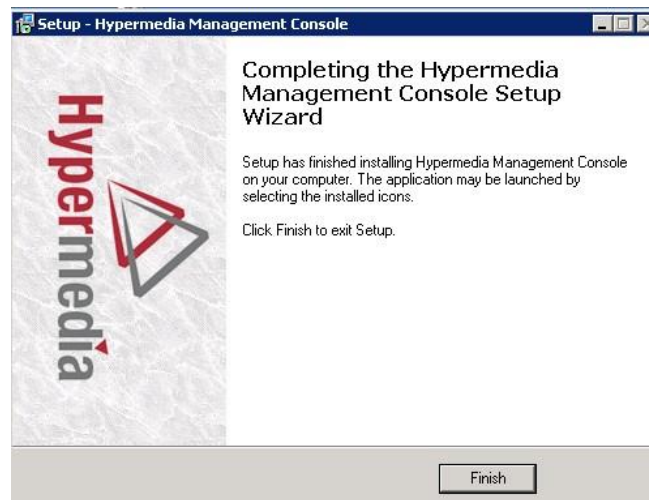 Setup - Hypermedia Management Console
Hypermedia
Completing the Hypermedia
Management Console Setup
Wizard
Setup has finished installing Hypermedia Management Console
on your computer. The application may be launched by
selecting the installed icons.
Click Finish to exit Setup.
Finish